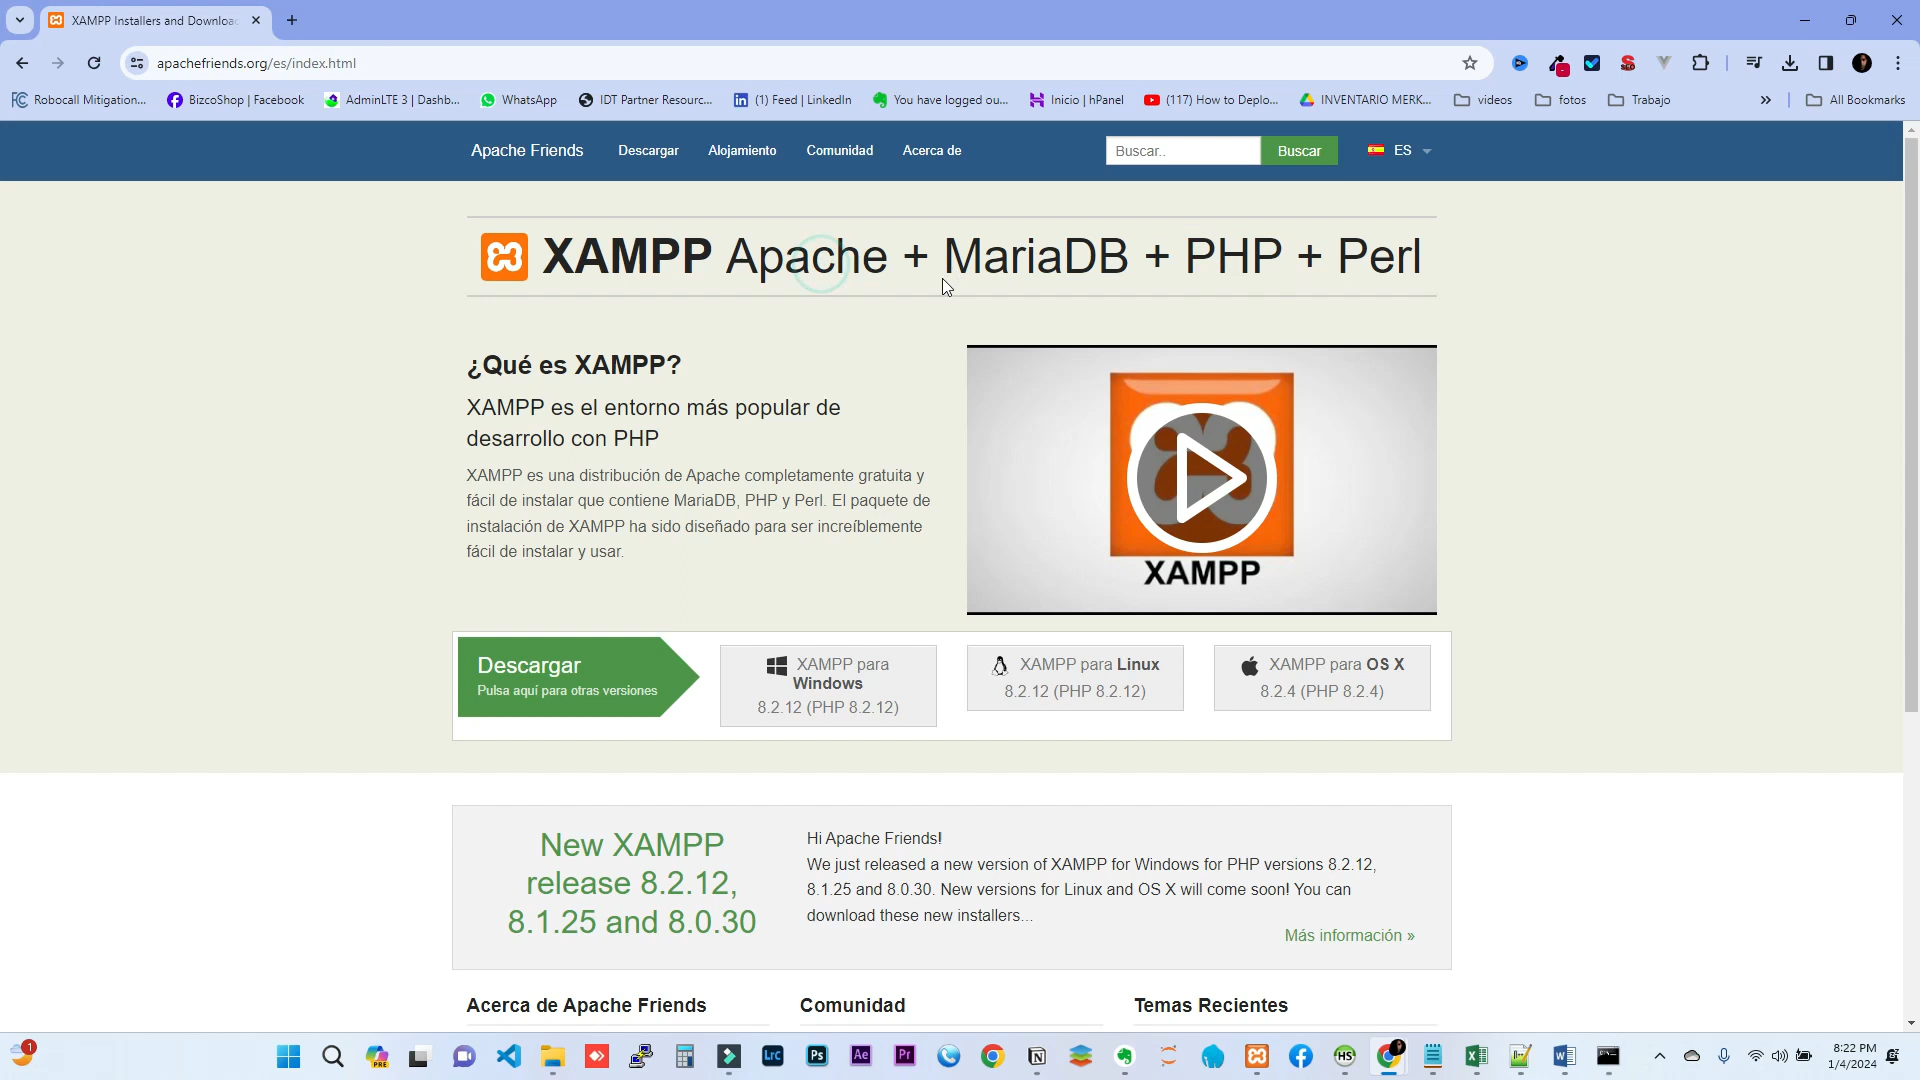 XAMPP Installers and Downloa
apachefriends.org/es/index.html
Robocall Mitigation...
BizcoShop | Facebook
AdminLTE 3 | Dashb...
WhatsApp
IDT Partner Resourc...
(1) Feed | LinkedIn
You have logged ou...
Inicio | hPanel
(117) How to Deplo...
INVENTARIO MERK...
videos
fotos
Trabajo
»
All Bookmarks
Apache Friends
Descargar
Alojamiento
Comunidad
Acerca de
Buscar..
Buscar
ES
XAMPP Apache + MariaDB + PHP + Perl
¿Qué es XAMPP?
XAMPP es el entorno más popular de
desarrollo con PHP
XAMPP es una distribución de Apache completamente gratuita y
fácil de instalar que contiene MariaDB, PHP y Perl. El paquete de
instalación de XAMPP ha sido diseñado para ser increíblemente
fácil de instalar y usar.
XAMPP
Descargar
Pulsa aquí para otras versiones
XAMPP para
Windows
8.2.12 (PHP 8.2.12)
XAMPP para Linux
8.2.12 (PHP 8.2.12)
XAMPP para OS X
8.2.4 (PHP 8.2.4)
New XAMPP
release 8.2.12,
8.1.25 and 8.0.30
Hi Apache Friends!
We just released a new version of XAMPP for Windows for PHP versions 8.2.12,
8.1.25 and 8.0.30. New versions for Linux and OS X will come soon! You can
download these new installers...
Más información »
Acerca de Apache Friends
Comunidad
Temas Recientes
1
PRE
Lrc
Ps
Ae
Pr
HS
8:22 PM
1/4/2024